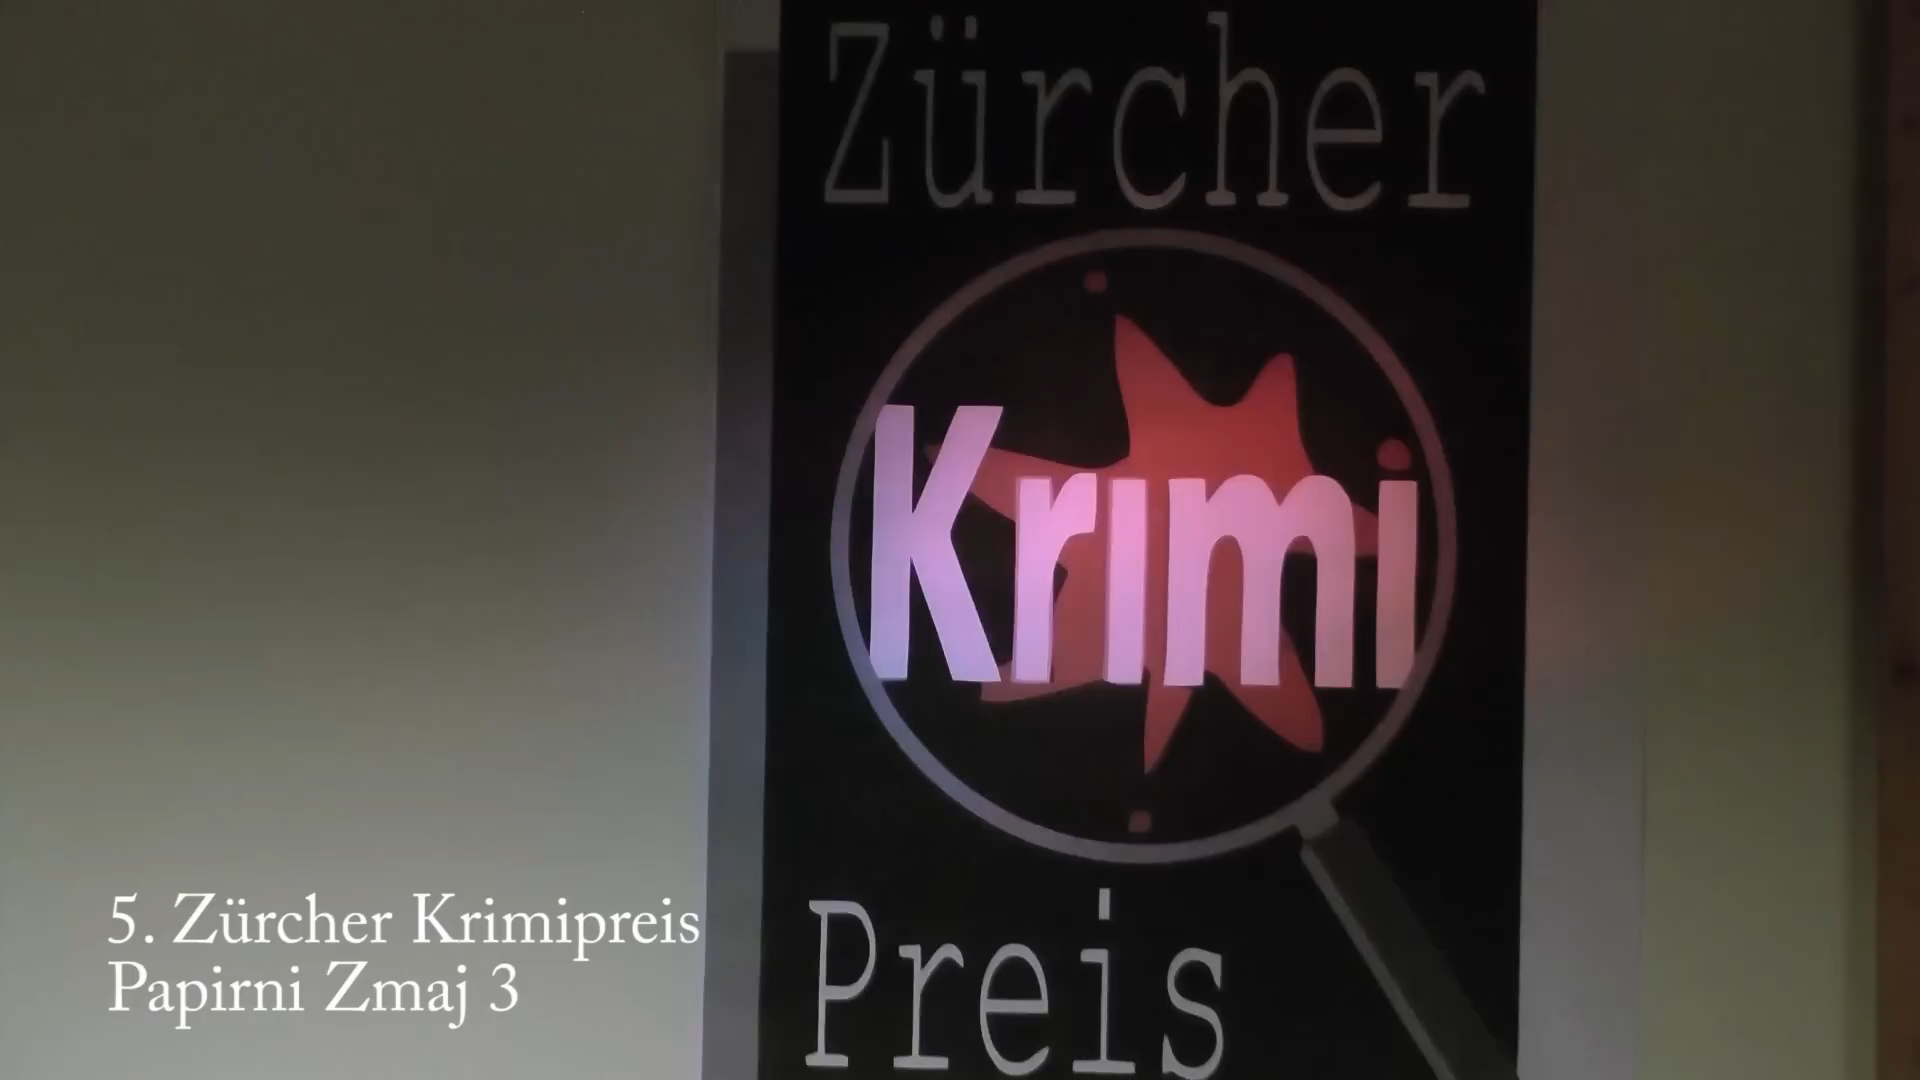 Zürcher
Krimi
Preis
5. Zürcher Krimipreis
Papirni Zmaj 3